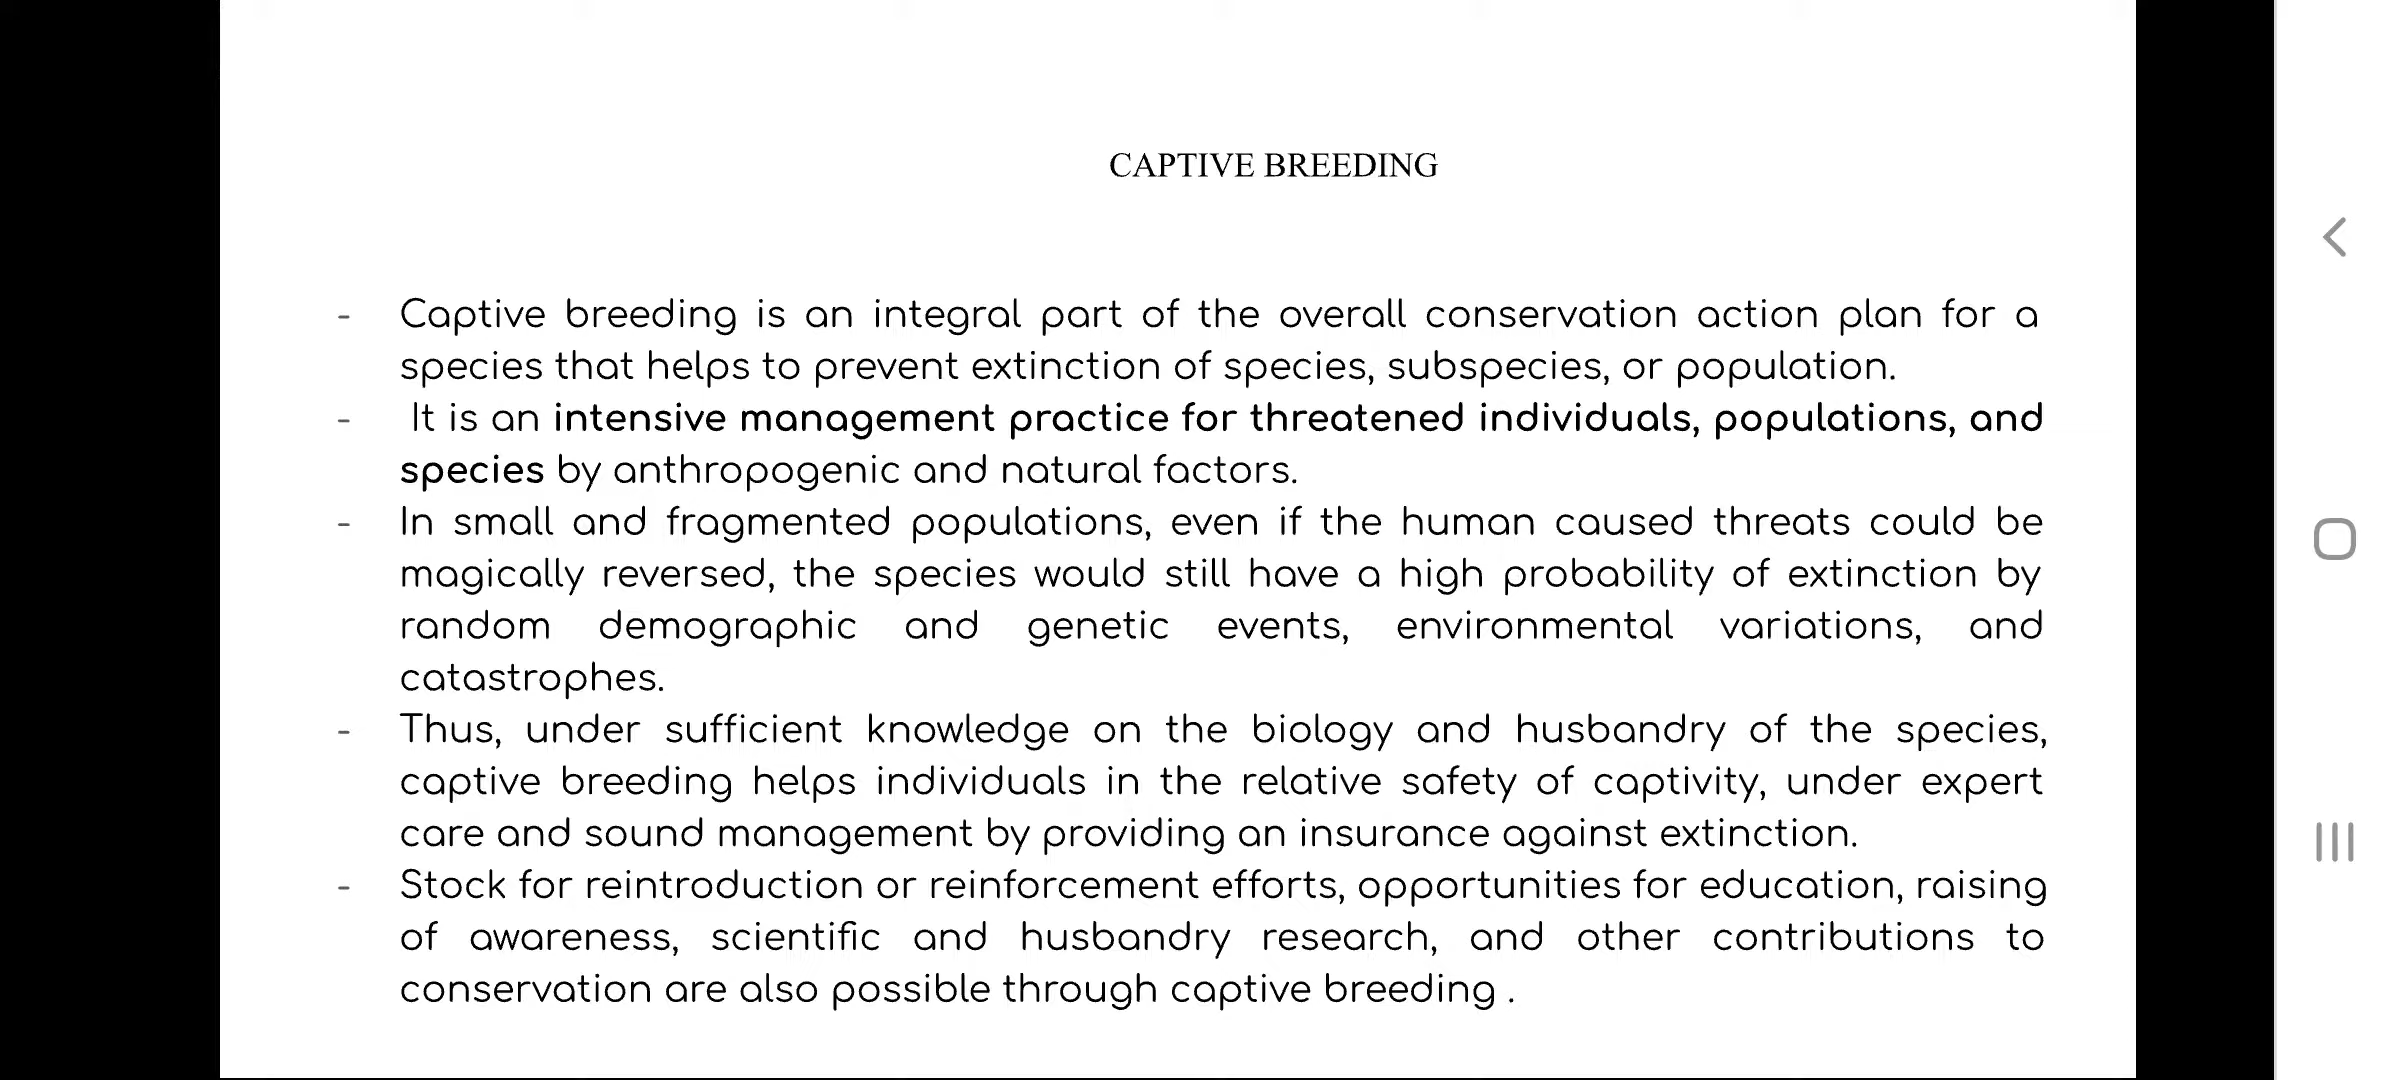 CAPTIVE BREEDING
- Captive breeding is an integral part of the overall conservation action plan for a
species that helps to prevent extinction of species, subspecies, or population.
- It is an intensive management practice for threatened individuals, populations, and
species by anthropogenic and natural factors.
- In small and fragmented populations, even if the human caused threats could be
magically reversed, the species would still have a high probability of extinction by
random demographic and genetic events, environmental variations, and
catastrophes.
- Thus, under sufficient knowledge on the biology and husbandry of the species,
captive breeding helps individuals in the relative safety of captivity, under expert
care and sound management by providing an insurance against extinction.
- Stock for reintroduction or reinforcement efforts, opportunities for education, raising
of awareness, scientific and husbandry research, and other contributions to
conservation are also possible through captive breeding .